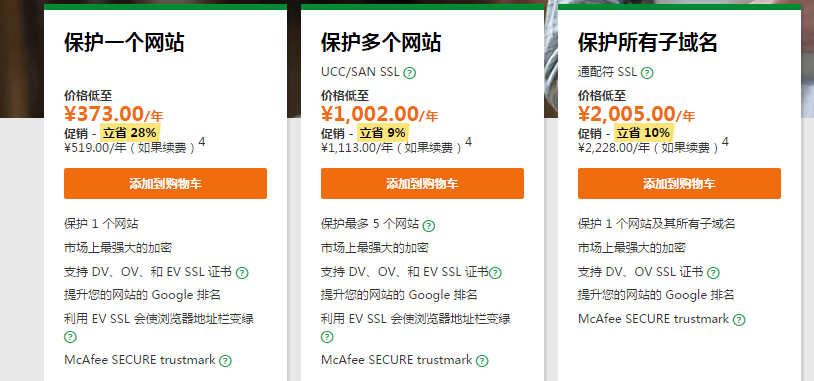 保护一个网站
价格低至
¥373.00/年
促销 - 立省 28%
¥519.00/年（如果续费）4
添加到购物车
保护 1 个网站
市场上最强大的加密
支持 DV、OV、和 EV SSL 证书 ?
提升您的网站的 Google 排名
利用 EV SSL 会使浏览器地址栏变绿
?
McAfee SECURE trustmark ?
保护多个网站
UCC/SAN SSL ?
价格低至
¥1,002.00/年
促销 - 立省 9%
¥1,113.00/年（如果续费）4
添加到购物车
保护最多 5 个网站 ?
市场上最强大的加密
支持 DV、OV、和 EV SSL 证书?
提升您的网站的 Google 排名
利用 EV SSL 会使浏览器地址栏变绿
?
McAfee SECURE trustmark ?
保护所有子域名
通配符 SSL ?
价格低至
¥2,005.00/年
促销 - 立省 10%
¥2,228.00/年（如果续费）4
添加到购物车
保护 1 个网站及其所有子域名
市场上最强大的加密
支持 DV、OV SSL 证书 ?
提升您的网站的 Google 排名
McAfee SECURE trustmark ?